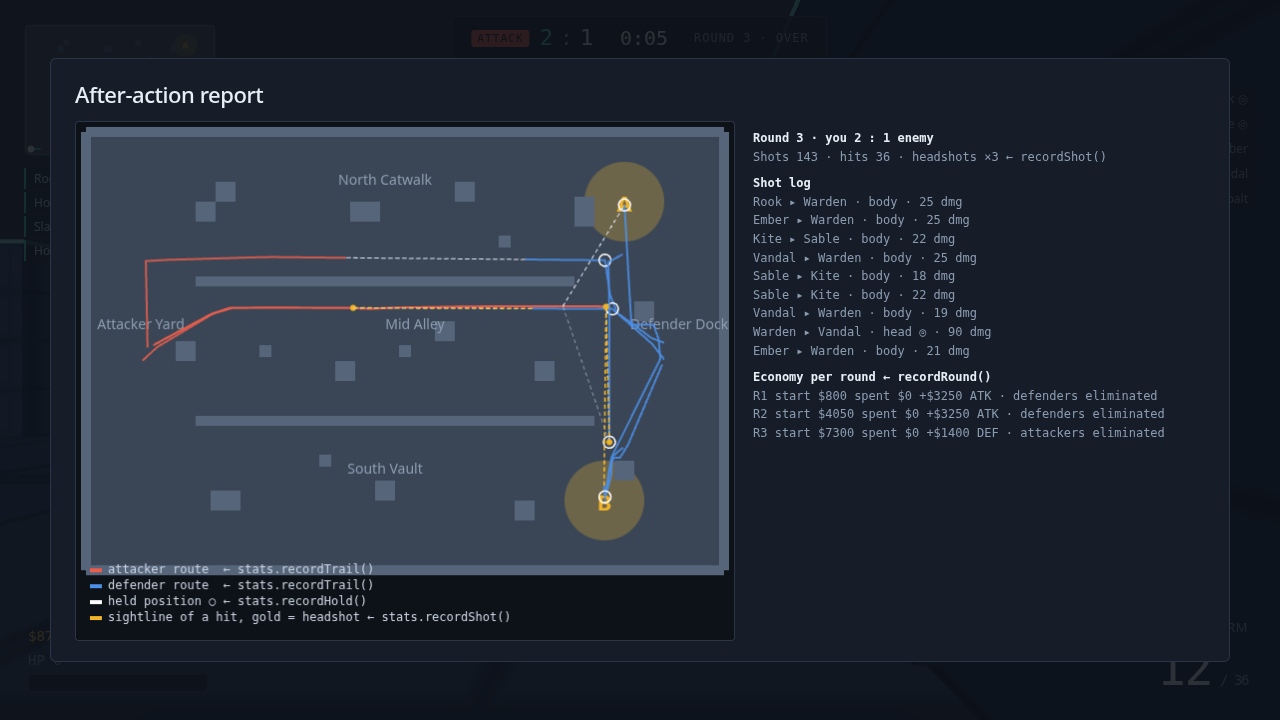 ATTACK 2 : 1 0:05 ROUND 3 · OVER
After-action report
North Catwalk
A
Attacker Yard
Mid Alley
Defender Dock
South Vault
B
attacker route ← stats.recordTrail()
defender route ← stats.recordTrail()
held position ○ ← stats.recordHold()
sightline of a hit, gold = headshot ← stats.recordShot()
Round 3 · you 2 : 1 enemy
Shots 143 · hits 36 · headshots ×3 ← recordShot()
Shot log
Rook ▸ Warden · body · 25 dmg
Ember ▸ Warden · body · 25 dmg
Kite ▸ Sable · body · 22 dmg
Vandal ▸ Warden · body · 25 dmg
Sable ▸ Kite · body · 18 dmg
Sable ▸ Kite · body · 22 dmg
Vandal ▸ Warden · body · 19 dmg
Warden ▸ Vandal · head ◎ · 90 dmg
Ember ▸ Warden · body · 21 dmg
Economy per round ← recordRound()
R1 start $800 spent $0 +$3250 ATK · defenders eliminated
R2 start $4050 spent $0 +$3250 ATK · defenders eliminated
R3 start $7300 spent $0 +$1400 DEF · attackers eliminated
HP
12 / 36